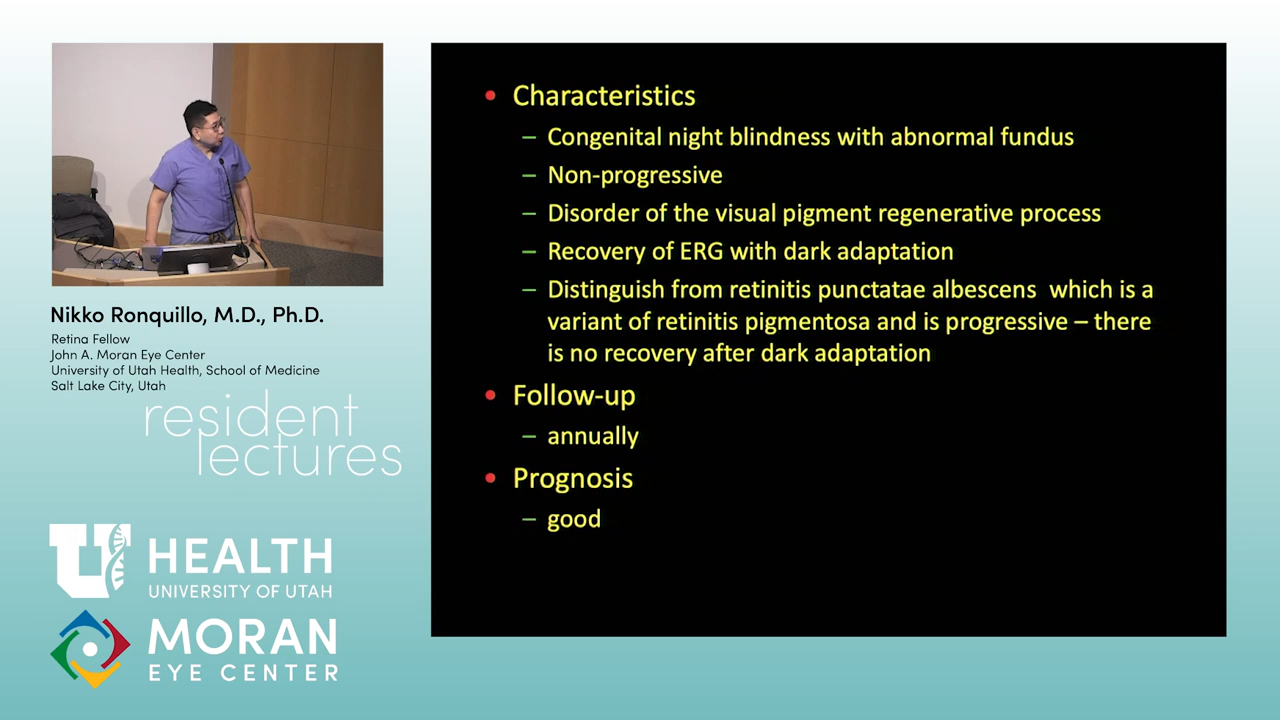 Nikko Ronquillo, M.D., Ph.D.
Retina Fellow
John A. Moran Eye Center
University of Utah Health, School of Medicine
Salt Lake City, Utah
resident
lectures
U HEALTH
UNIVERSITY OF UTAH
MORAN
EYE CENTER
• Characteristics
– Congenital night blindness with abnormal fundus
– Non-progressive
– Disorder of the visual pigment regenerative process
– Recovery of ERG with dark adaptation
– Distinguish from retinitis punctatae albescens which is a
variant of retinitis pigmentosa and is progressive – there
is no recovery after dark adaptation
• Follow-up
– annually
• Prognosis
– good